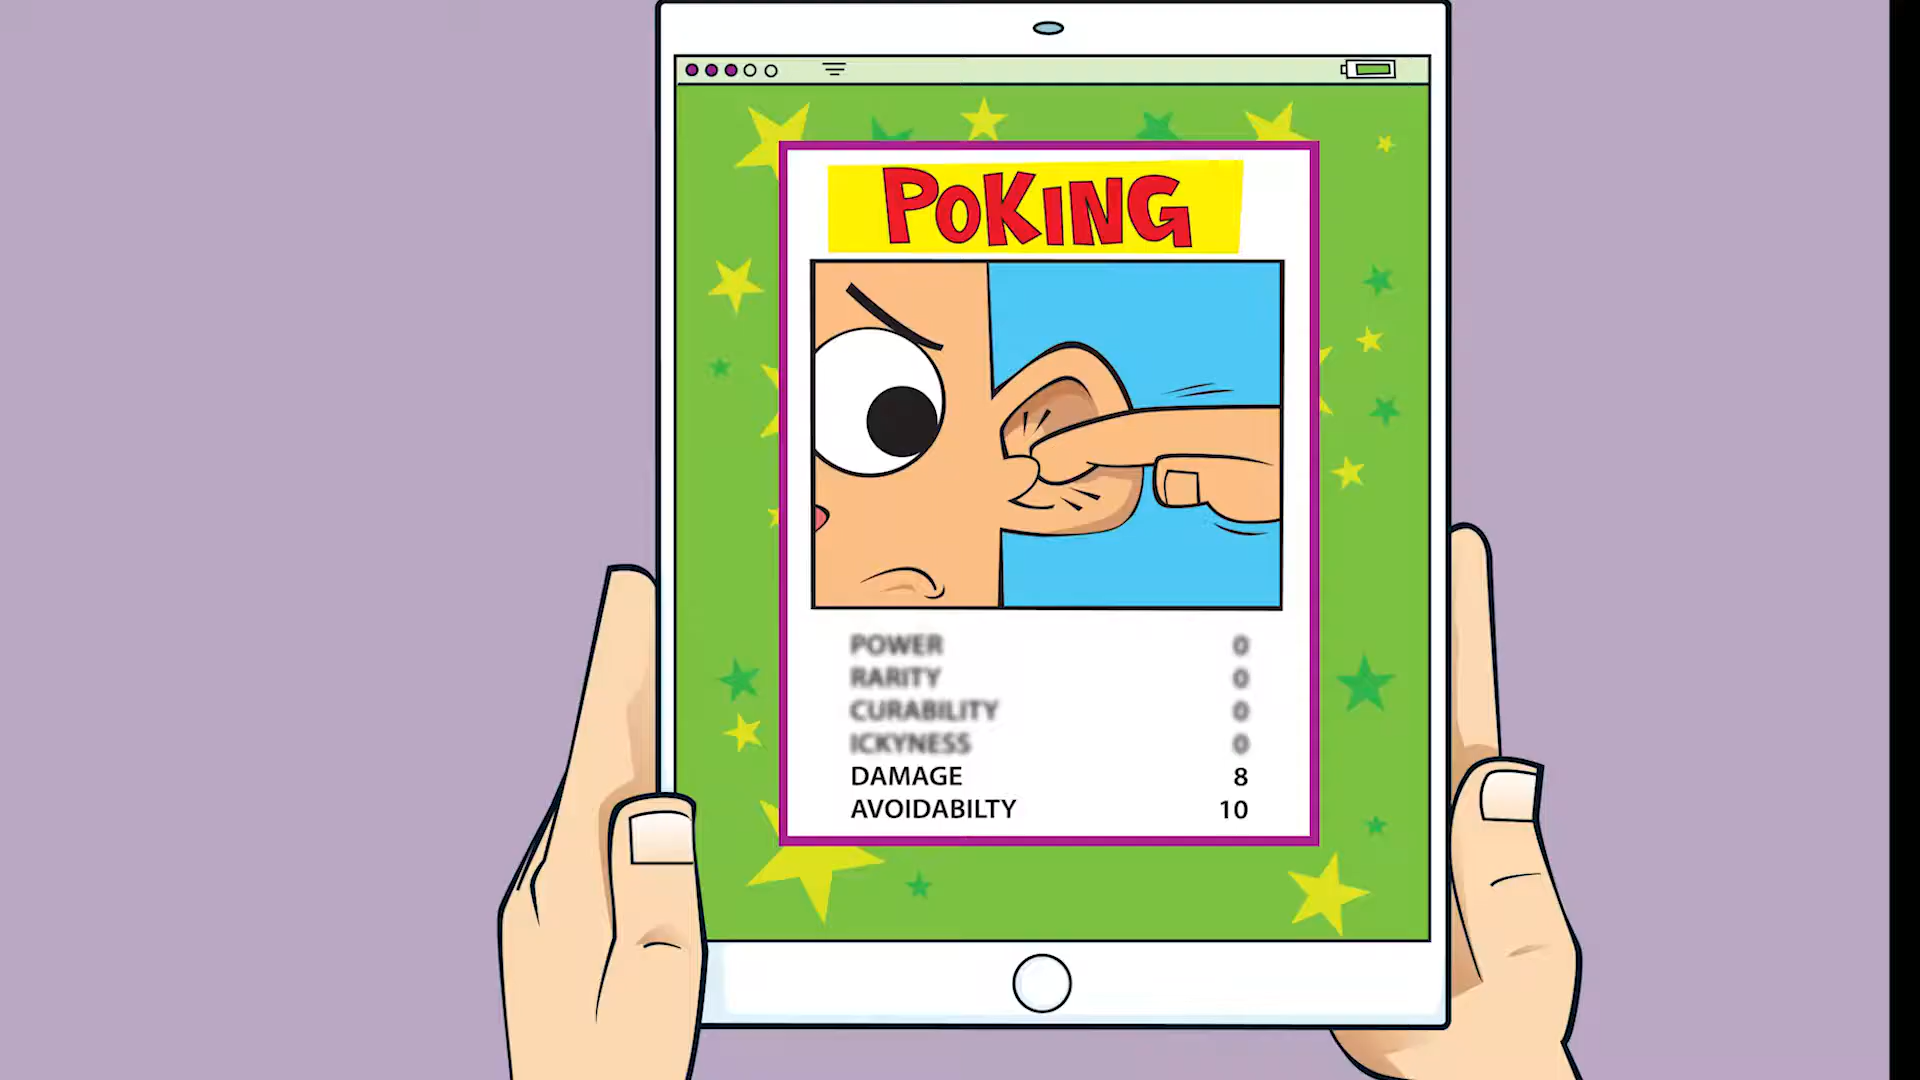 POKING
POWER 0
RARITY 0
CURABILITY 0
ICKYNESS 0
DAMAGE 8
AVOIDABILTY 10